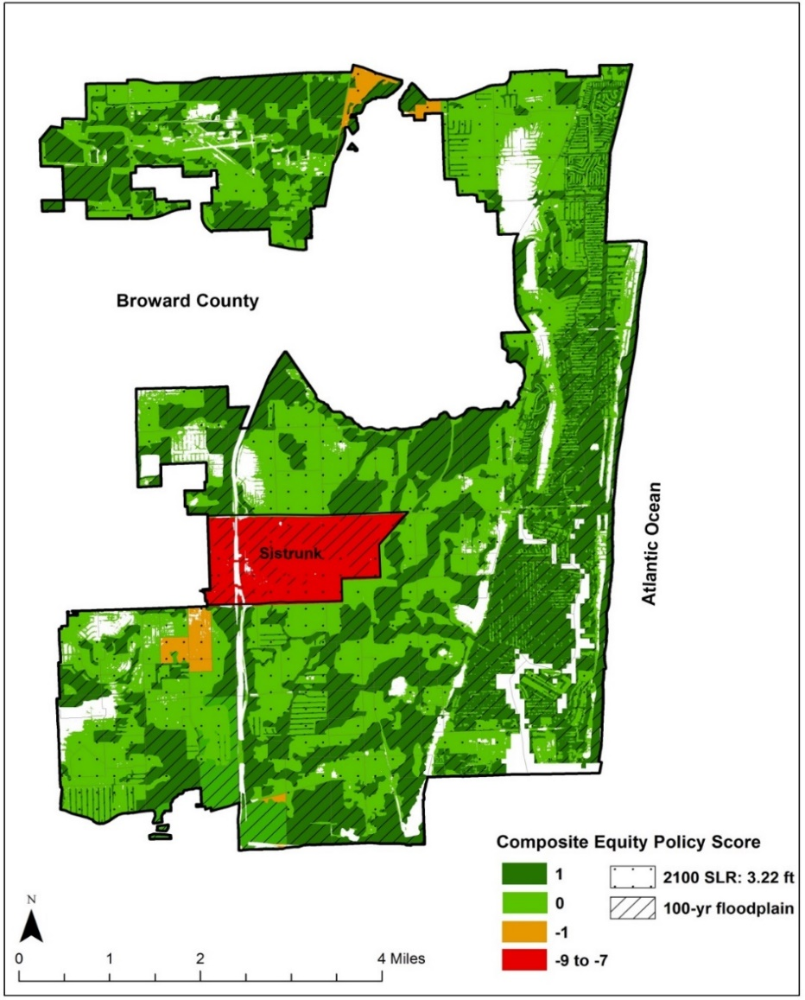 Broward County
Sistrunk
Atlantic Ocean
Composite Equity Policy Score
1
0
-1
-9 to -7
2100 SLR: 3.22 ft
100-yr floodplain
N
0 1 2 4 Miles